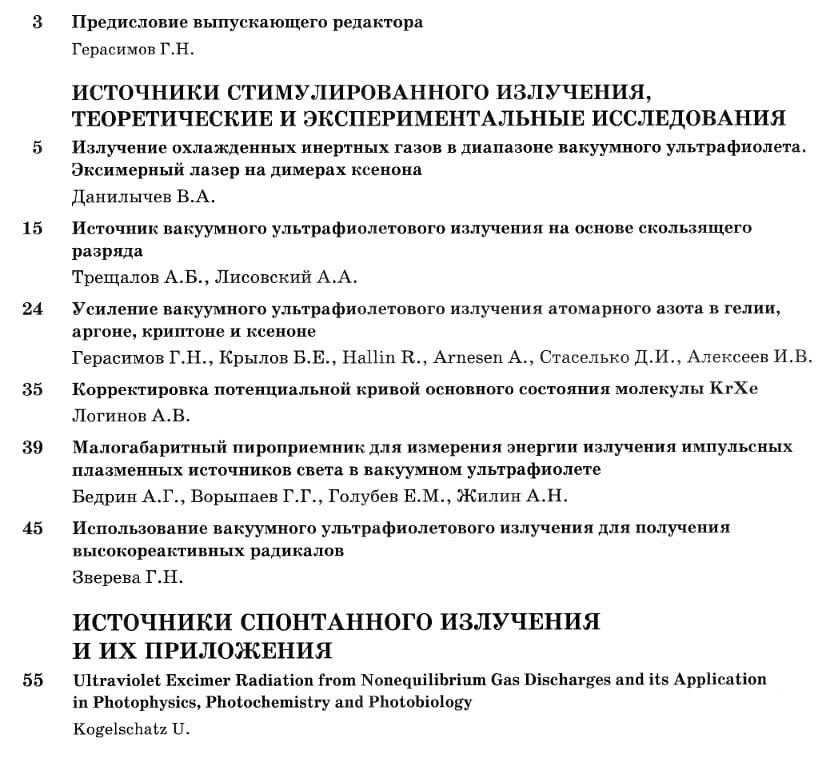 3 Предисловие выпускающего редактора
Герасимов Г.Н.
ИСТОЧНИКИ СТИМУЛИРОВАННОГО ИЗЛУЧЕНИЯ,
ТЕОРЕТИЧЕСКИЕ И ЭКСПЕРИМЕНТАЛЬНЫЕ ИССЛЕДОВАНИЯ
5 Излучение охлажденных инертных газов в диапазоне вакуумного ультрафиолета.
Эксимерный лазер на димерах ксенона
Данилычев В.А.
15 Источник вакуумного ультрафиолетового излучения на основе скользящего
разряда
Трещалов А.Б., Лисовский А.А.
24 Усиление вакуумного ультрафиолетового излучения атомарного азота в гелии,
аргоне, криптоне и ксеноне
Герасимов Г.Н., Крылов Б.Е., Hallin R., Arnesen A., Стаселько Д.И., Алексеев И.В.
35 Корректировка потенциальной кривой основного состояния молекулы KrXe
Логинов А.В.
39 Малогабаритный пироприемник для измерения энергии излучения импульсных
плазменных источников света в вакуумном ультрафиолете
Бедрин А.Г., Ворыпаев Г.Г., Голубев Е.М., Жилин А.Н.
45 Использование вакуумного ультрафиолетового излучения для получения
высокореактивных радикалов
Зверева Г.Н.
ИСТОЧНИКИ СПОНТАННОГО ИЗЛУЧЕНИЯ
И ИХ ПРИЛОЖЕНИЯ
55 Ultraviolet Excimer Radiation from Nonequilibrium Gas Discharges and its Application
in Photophysics, Photochemistry and Photobiology
Kogelschatz U.